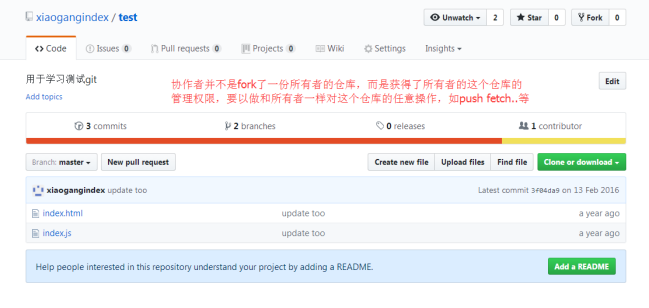 xiaogangindex / test
Unwatch 2 Star 0 Fork 0
Code Issues 0 Pull requests 0 Projects 0 Wiki Settings Insights
用于学习测试git
Edit
Add topics
协作者并不是fork了一份所有者的仓库，而是获得了所有者的这个仓库的
管理权限，要以做和所有者一样对这个仓库的任意操作，如push fetch..等
3 commits 2 branches 0 releases 1 contributor
Branch: master New pull request Create new file Upload files Find file Clone or download
xiaogangindex update too Latest commit 3f84da9 on 13 Feb 2016
index.html update too a year ago
index.js update too a year ago
Help people interested in this repository understand your project by adding a README. Add a README